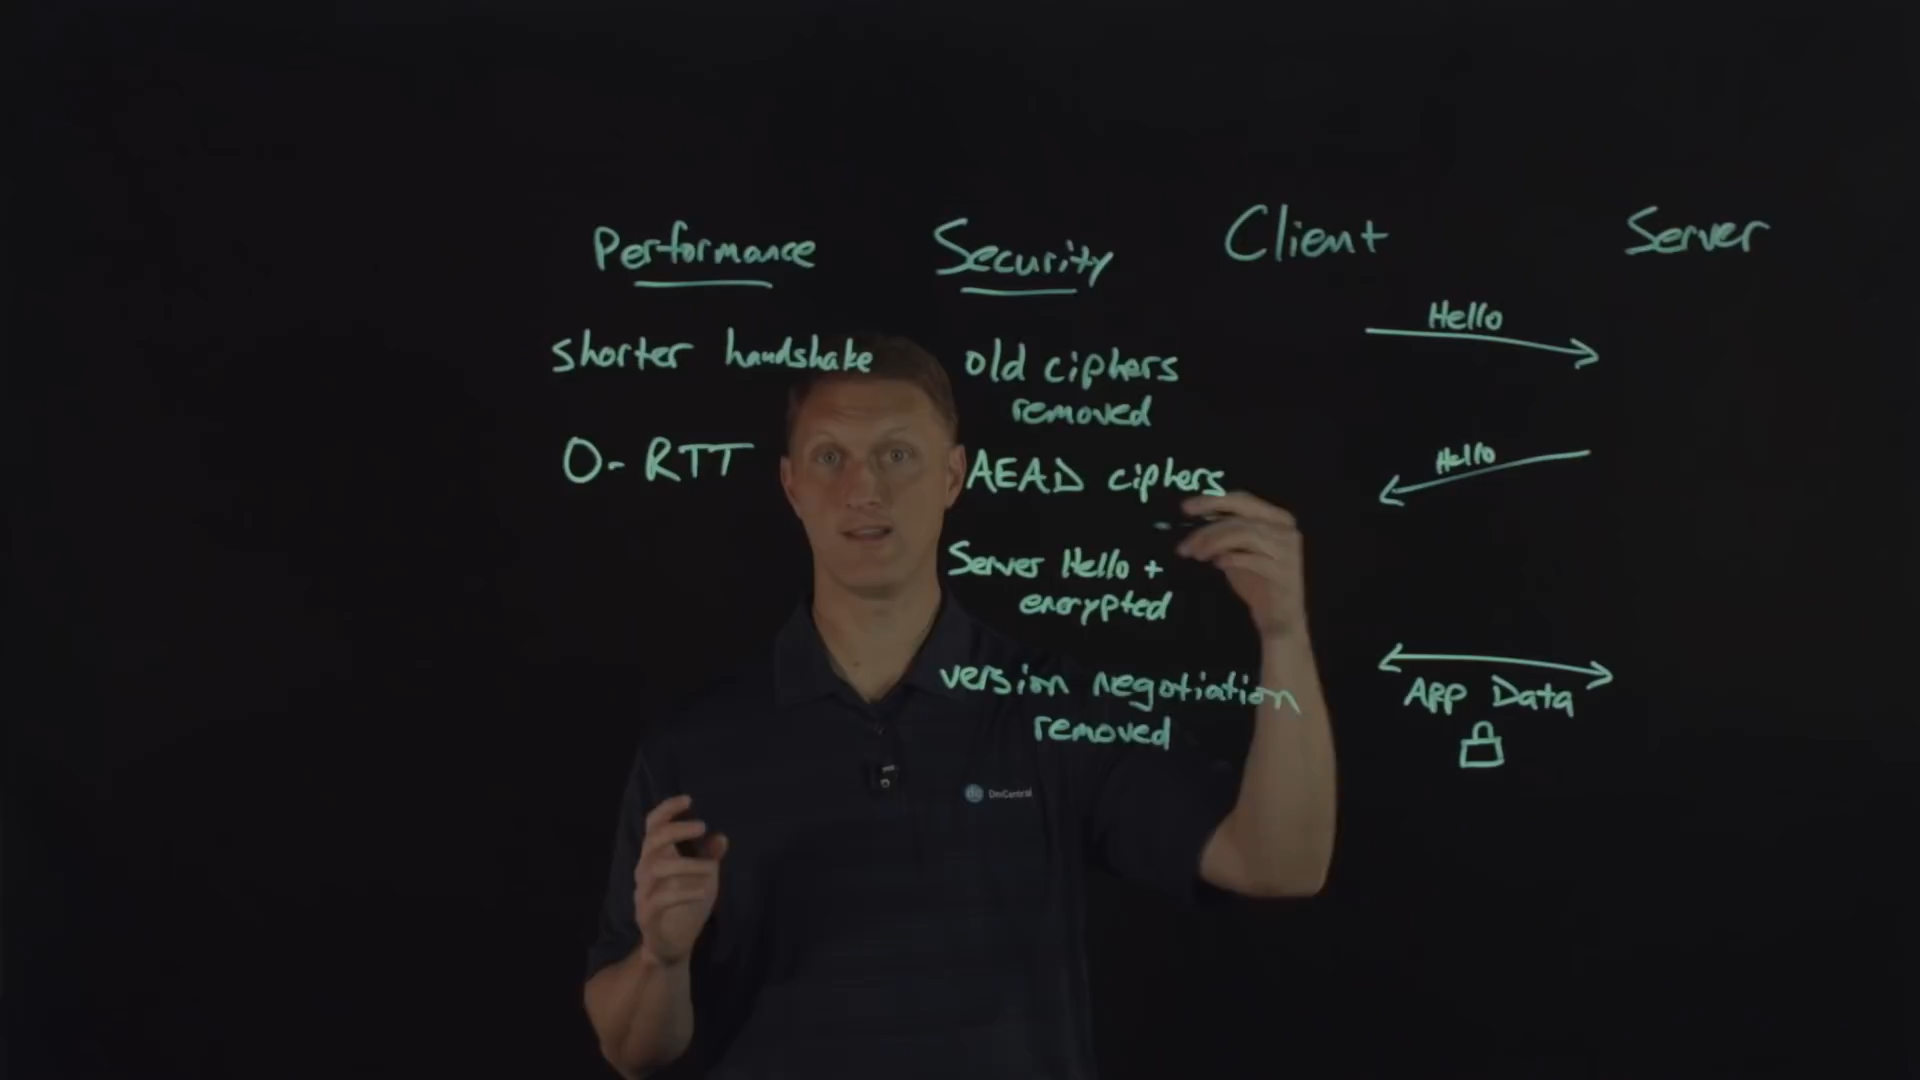 Performance
shorter handshake
0-RTT
Security
old ciphers
removed
AEAD ciphers
Server Hello +
encrypted
version negotiation
removed
Client
Server
Hello
Hello
App Data
DevCentral